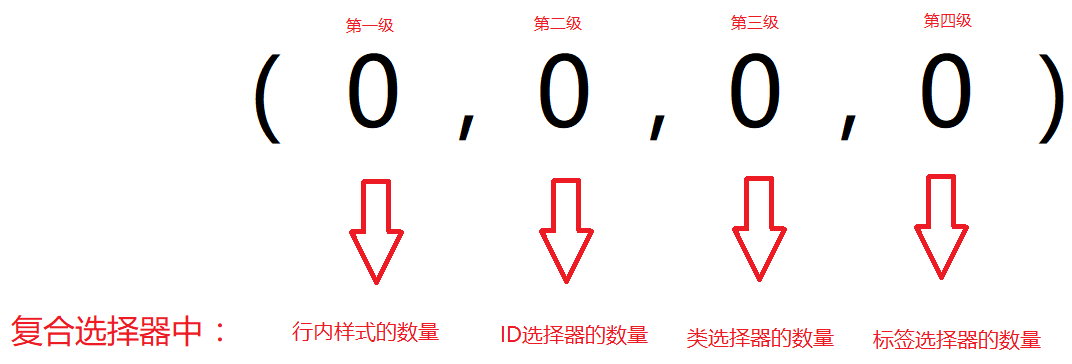 第一级 第二级 第三级 第四级
( 0 , 0 , 0 , 0 )
复合选择器中： 行内样式的数量 ID选择器的数量 类选择器的数量 标签选择器的数量